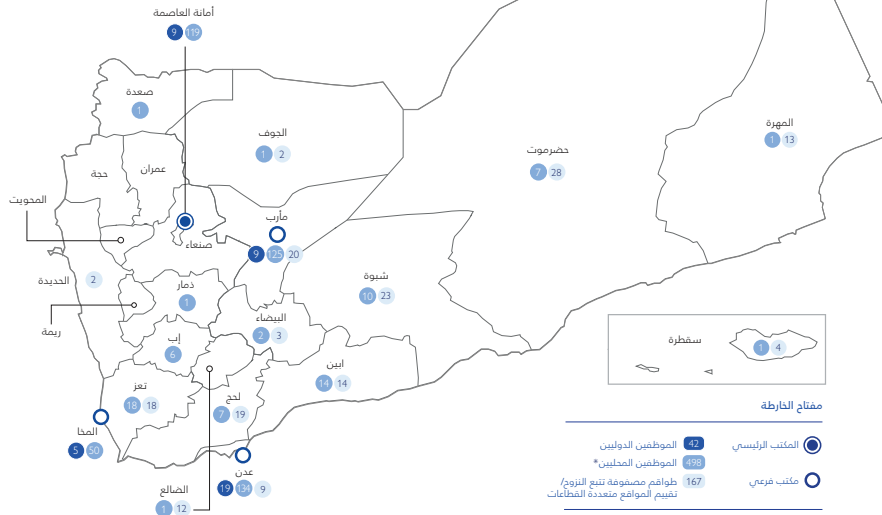 أمانة العاصمة
9 119
صعدة
1
الجوف
1 2
المهرة
1 13
حضرموت
7 28
حجة
عمران
المحويت
مأرب
9 125 20
صنعاء
شبوة
10 23
الحديدة
2
ذمار
1
ريمة
البيضاء
2 3
إب
6
سقطرة
1 4
ابين
14 14
تعز
18 18
لحج
7 19
المخا
5 50
عدن
19 134 9
الضالع
1 12
مفتاح الخارطة
المكتب الرئيسي
مكتب فرعي
42 الموظفين الدوليين
498 الموظفين المحليين*
167 طواقم مصفوفة تتبع النزوح/
تقييم المواقع متعددة القطاعات